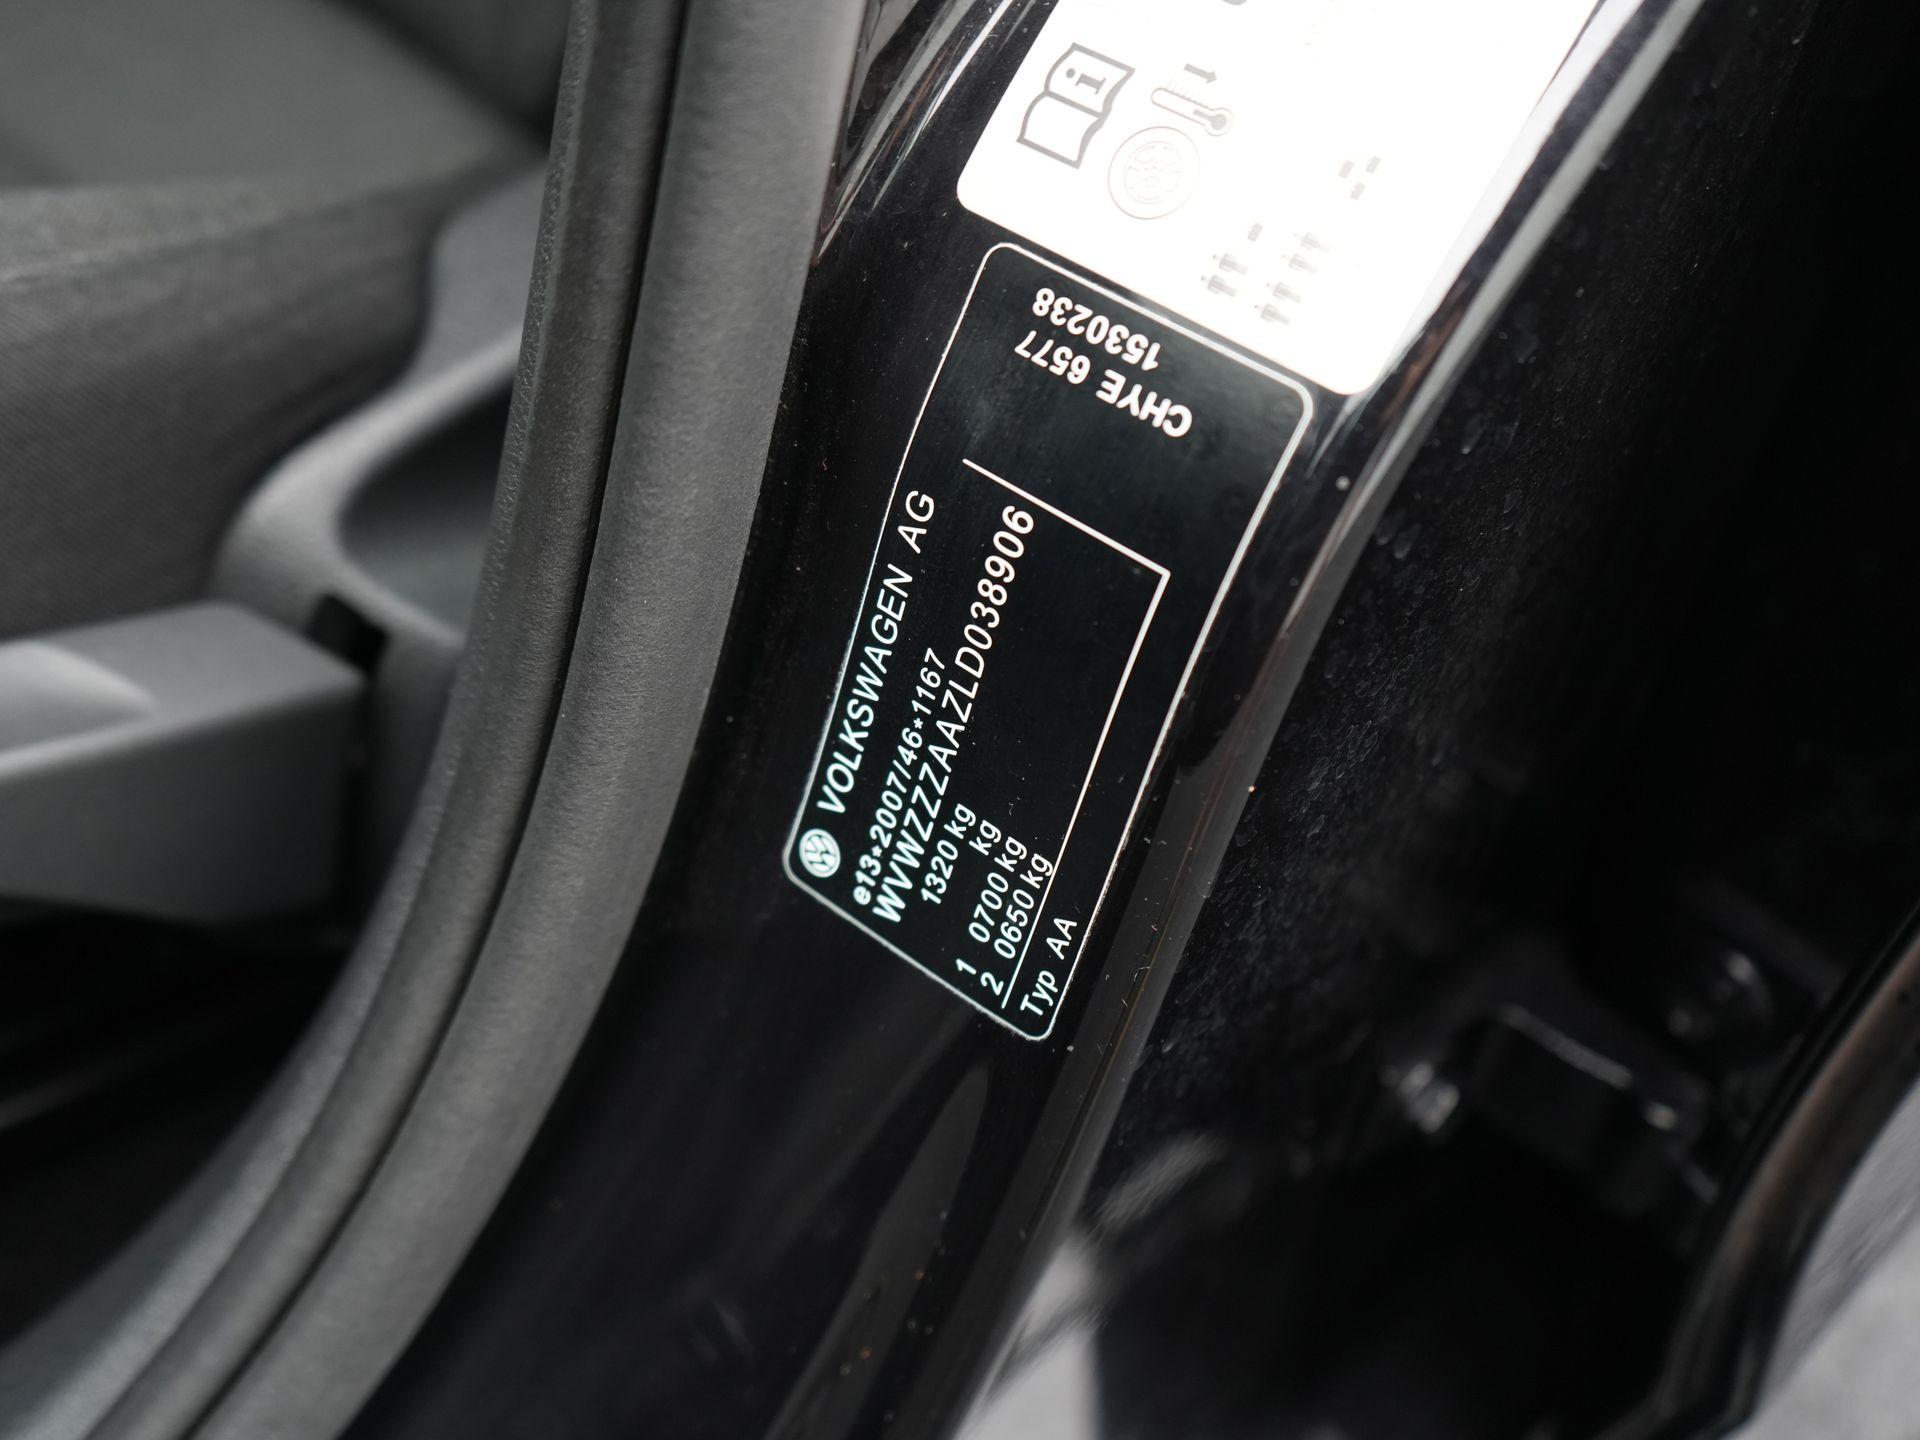 VOLKSWAGEN AG
e13*2007/46*1167
WVWZZZAAZLD038906
1320 kg
kg
1 0700 kg
2 0650 kg
Typ AA
CHYE 6577
1530238